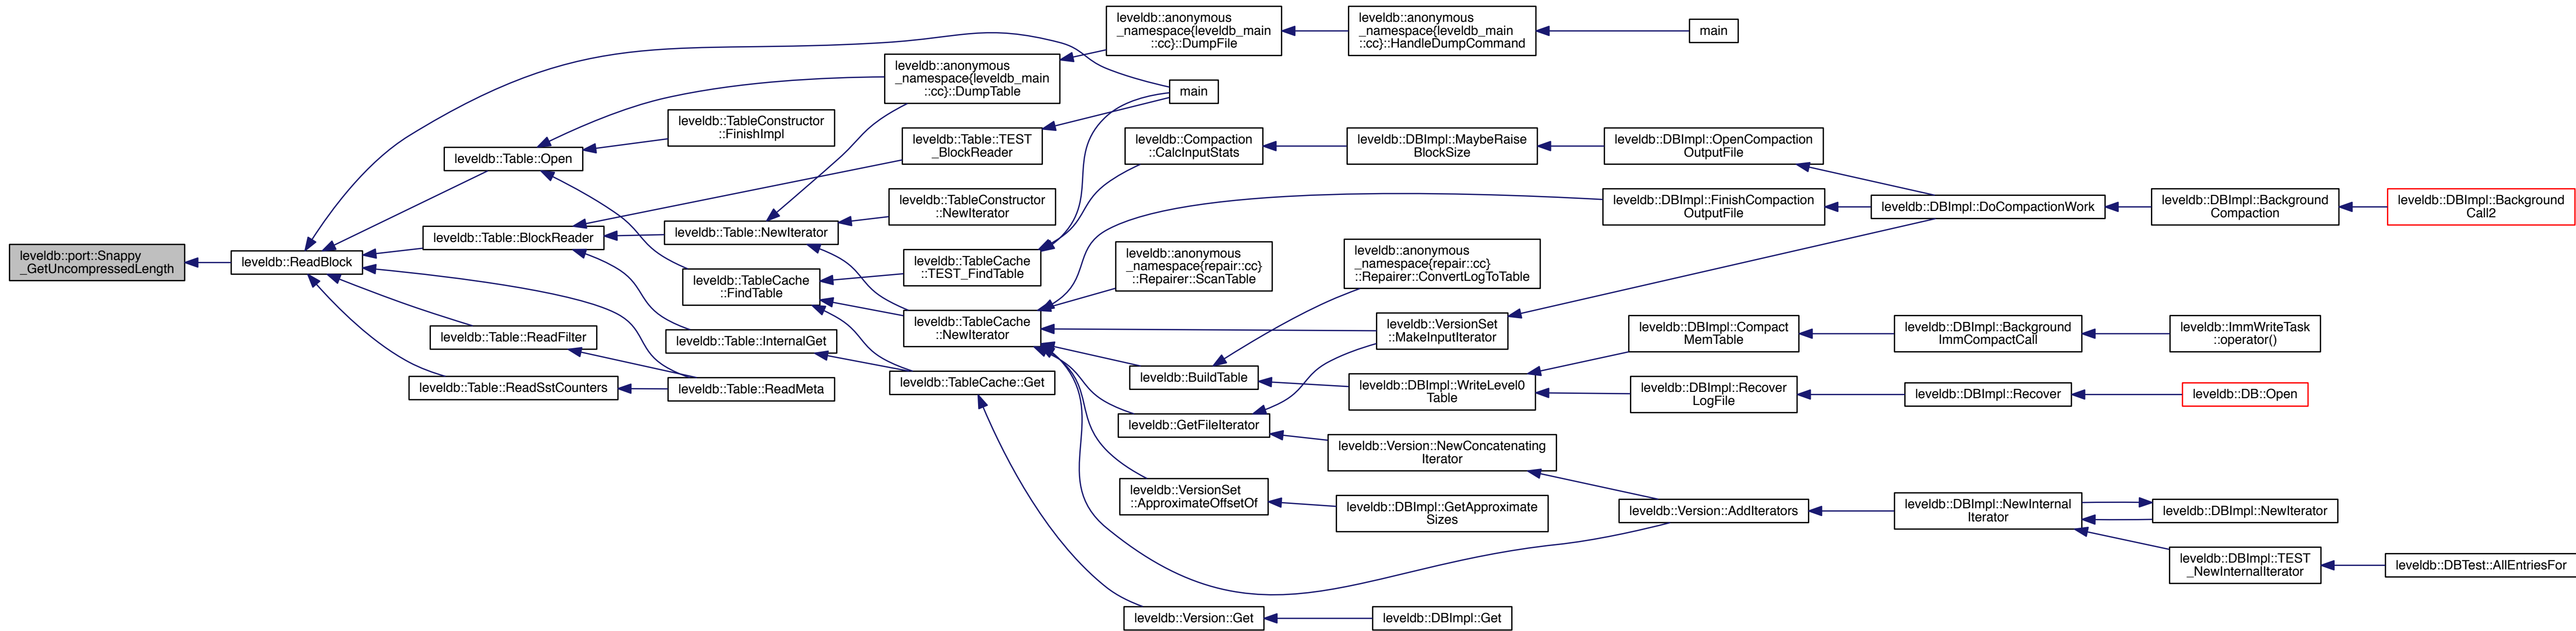 leveldb::port::Snappy
_GetUncompressedLength
leveldb::ReadBlock
leveldb::Table::Open
leveldb::Table::BlockReader
leveldb::Table::ReadFilter
leveldb::Table::ReadSstCounters
leveldb::TableConstructor
::FinishImpl
leveldb::Table::NewIterator
leveldb::TableCache
::FindTable
leveldb::Table::InternalGet
leveldb::Table::ReadMeta
leveldb::anonymous
_namespace{leveldb_main
::cc}::DumpTable
leveldb::Table::TEST
_BlockReader
leveldb::TableConstructor
::NewIterator
leveldb::TableCache
::TEST_FindTable
leveldb::TableCache
::NewIterator
leveldb::TableCache::Get
leveldb::anonymous
_namespace{leveldb_main
::cc}::DumpFile
main
leveldb::Compaction
::CalcInputStats
leveldb::anonymous
_namespace{repair::cc}
::Repairer::ScanTable
leveldb::BuildTable
leveldb::GetFileIterator
leveldb::VersionSet
::ApproximateOffsetOf
leveldb::Version::Get
leveldb::anonymous
_namespace{leveldb_main
::cc}::HandleDumpCommand
leveldb::DBImpl::MaybeRaise
BlockSize
leveldb::anonymous
_namespace{repair::cc}
::Repairer::ConvertLogToTable
leveldb::VersionSet
::MakeInputIterator
leveldb::DBImpl::WriteLevel0
Table
leveldb::Version::NewConcatenating
Iterator
leveldb::DBImpl::GetApproximate
Sizes
leveldb::DBImpl::Get
main
leveldb::DBImpl::OpenCompaction
OutputFile
leveldb::DBImpl::FinishCompaction
OutputFile
leveldb::DBImpl::Compact
MemTable
leveldb::DBImpl::Recover
LogFile
leveldb::Version::AddIterators
leveldb::DBImpl::DoCompactionWork
leveldb::DBImpl::Background
ImmCompactCall
leveldb::DBImpl::Recover
leveldb::DBImpl::NewInternal
Iterator
leveldb::DBImpl::Background
Compaction
leveldb::ImmWriteTask
::operator()
leveldb::DB::Open
leveldb::DBImpl::NewIterator
leveldb::DBImpl::TEST
_NewInternalIterator
leveldb::DBImpl::Background
Call2
leveldb::DBTest::AllEntriesFor